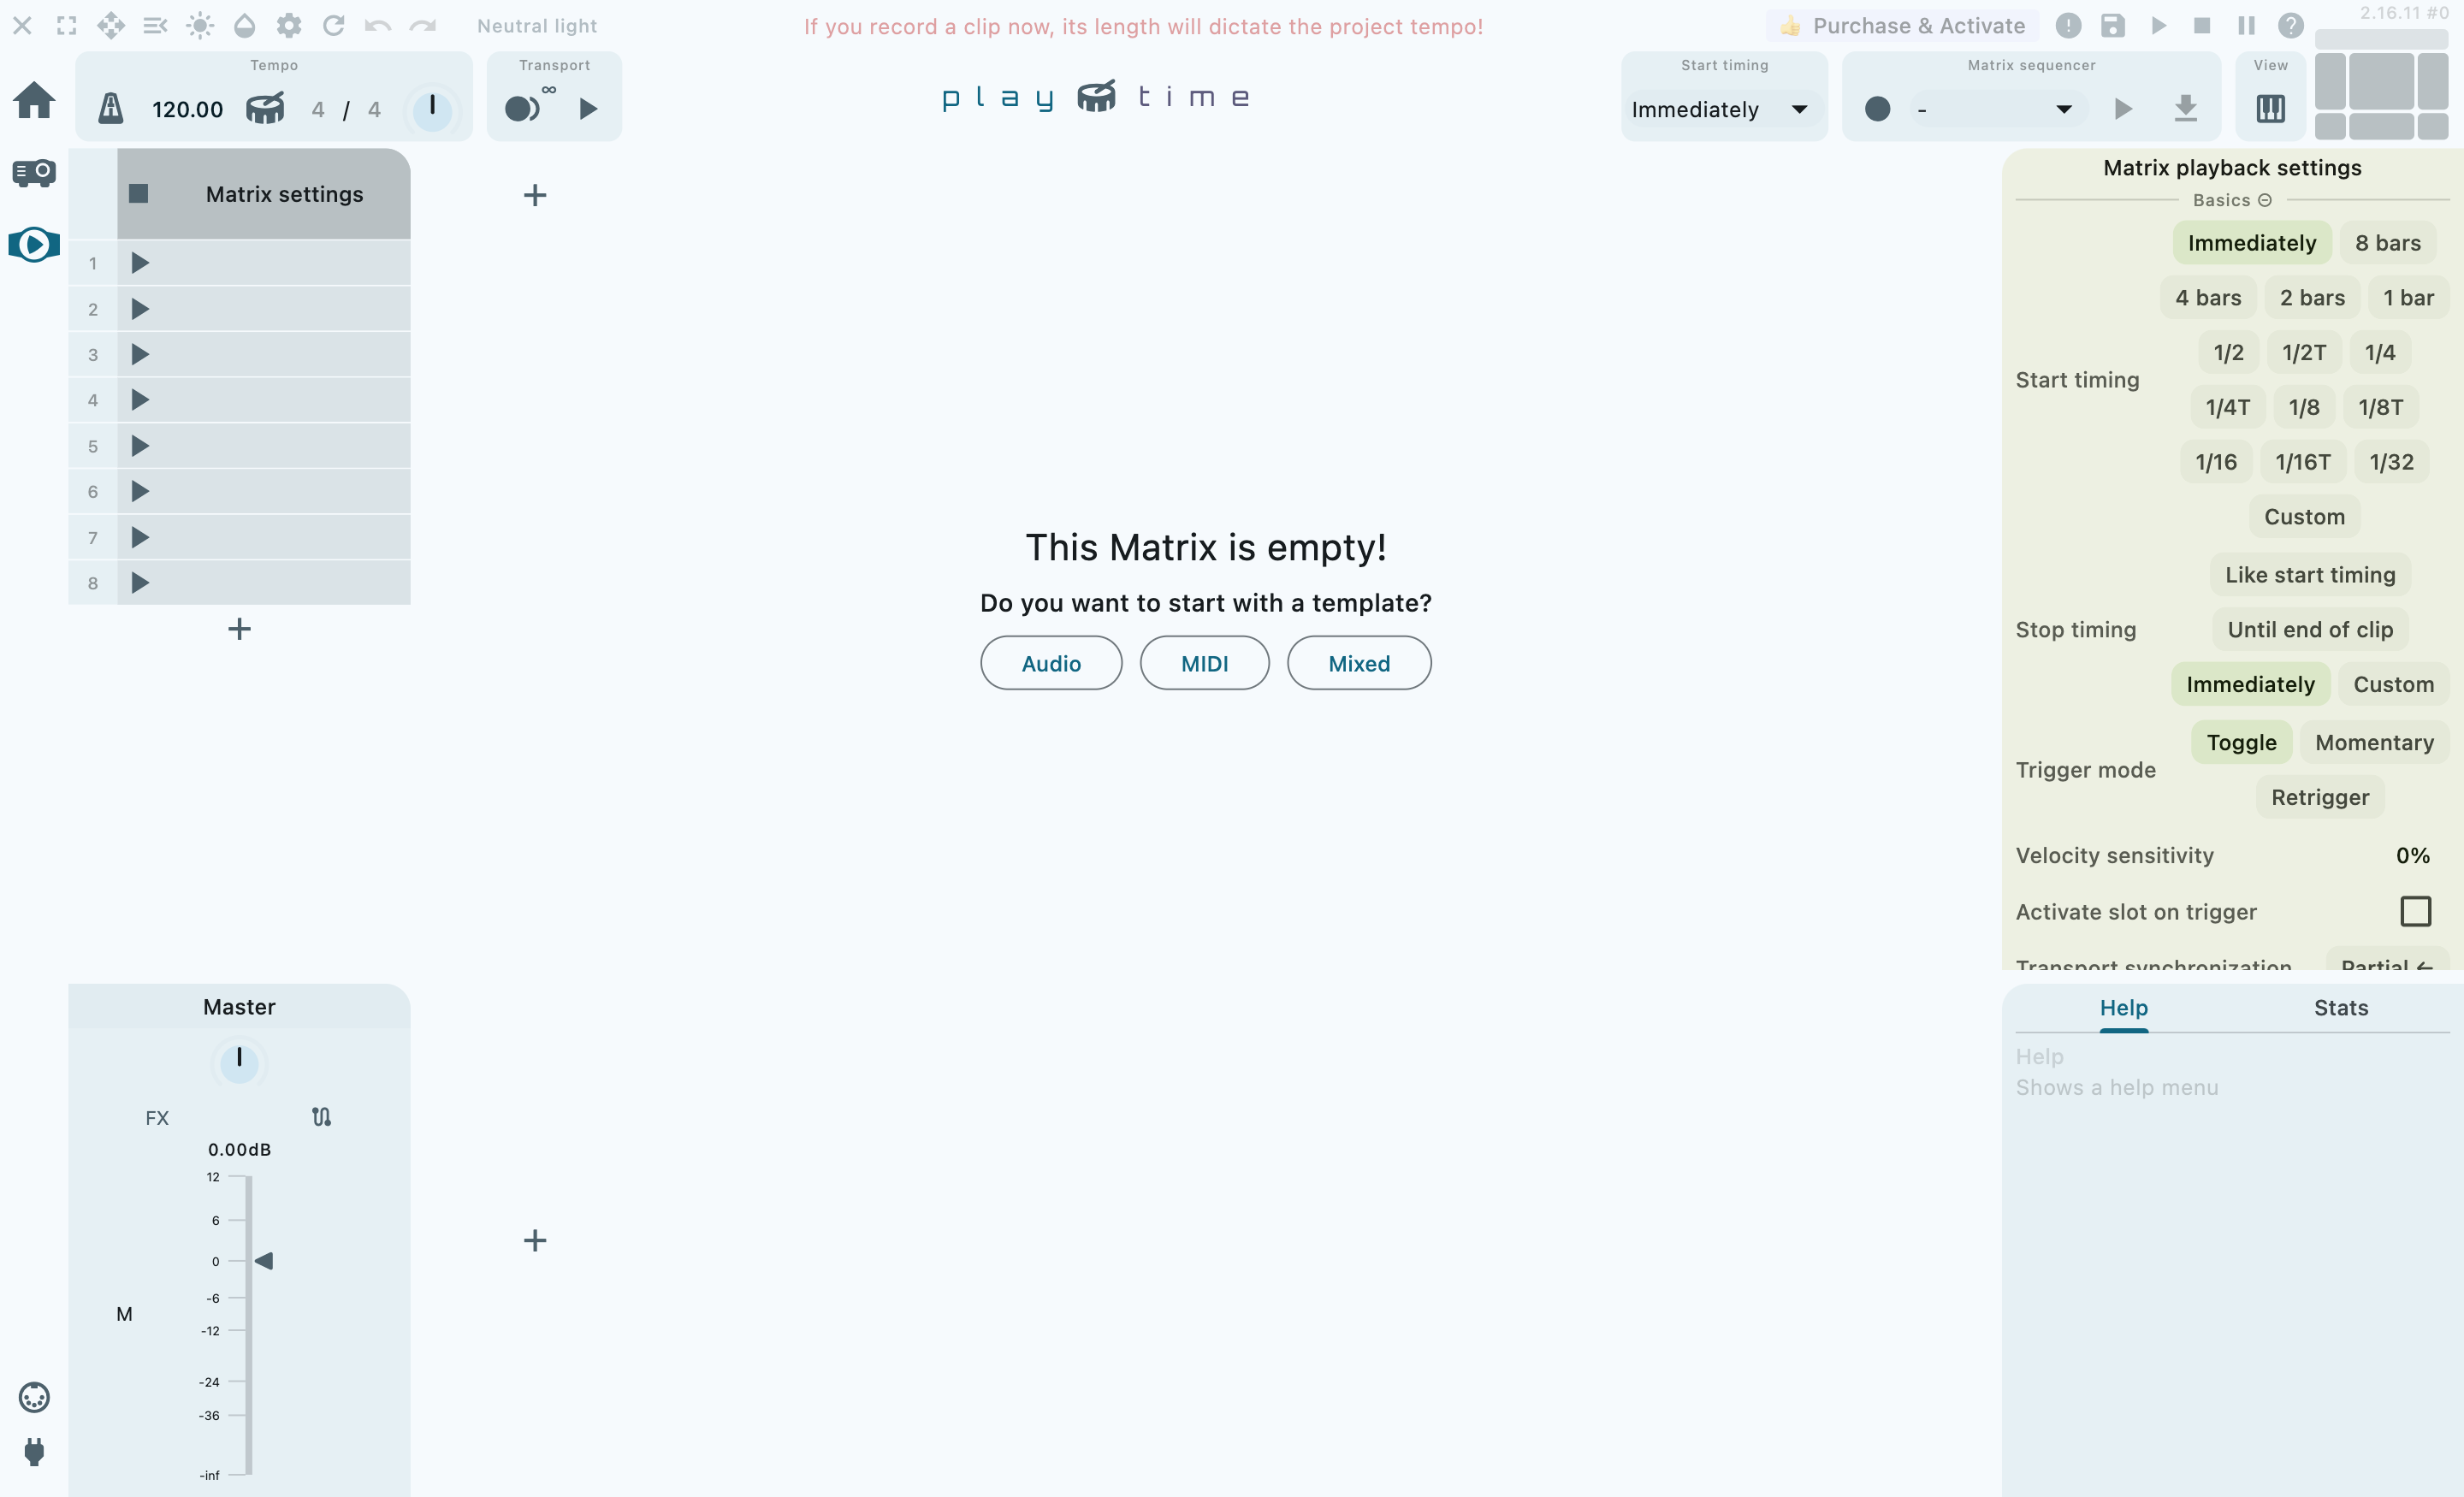 Neutral light
If you record a clip now, its length will dictate the project tempo!
Purchase & Activate
2.16.11 #0
Tempo
120.00
4 / 4
Transport
∞
play time
Start timing
Immediately
Matrix sequencer
-
View
Matrix settings
1
2
3
4
5
6
7
8
This Matrix is empty!
Do you want to start with a template?
Audio MIDI Mixed
Matrix playback settings
Basics
Start timing
Immediately 8 bars
4 bars 2 bars 1 bar
1/2 1/2T 1/4
1/4T 1/8 1/8T
1/16 1/16T 1/32
Custom
Stop timing
Like start timing
Until end of clip
Immediately Custom
Trigger mode
Toggle Momentary
Retrigger
Velocity sensitivity 0%
Activate slot on trigger
Transport synchronization Partial ←
Master
FX
0.00dB
12
6
0
-6
M
-12
-24
-36
-inf
Help Stats
Help
Shows a help menu